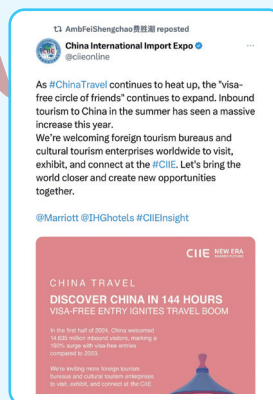 AmbFeiShengchao费胜潮 reposted
China International Import Expo
@ciieonline
As #ChinaTravel continues to heat up, the "visa-
free circle of friends" continues to expand. Inbound
tourism to China in the summer has seen a massive
increase this year.
We're welcoming foreign tourism bureaus and
cultural tourism enterprises worldwide to visit,
exhibit, and connect at the #CIIE. Let's bring the
world closer and create new opportunities
together.
@Marriott @IHGhotels #CIIEInsight
CIIE NEW ERA
SHARED FUTURE
CHINA TRAVEL
DISCOVER CHINA IN 144 HOURS
VISA-FREE ENTRY IGNITES TRAVEL BOOM
In the first half of 2024, China welcomed
14.635 million inbound visitors, marking a
190% surge with visa-free entries
compared to 2023.
We're inviting more foreign tourism
bureaus and cultural tourism enterprises
to visit, exhibit, and connect at the CIIE